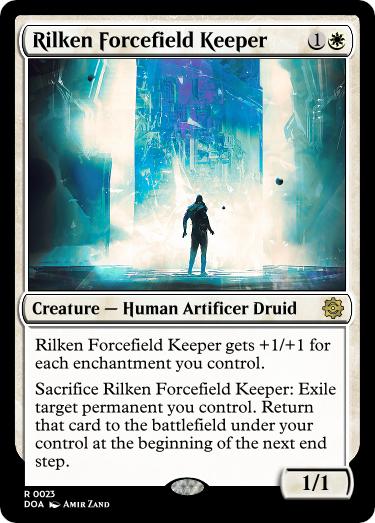 Rilken Forcefield Keeper 1
Creature — Human Artificer Druid
Rilken Forcefield Keeper gets +1/+1 for
each enchantment you control.
Sacrifice Rilken Forcefield Keeper: Exile
target permanent you control. Return
that card to the battlefield under your
control at the beginning of the next end
step.
1/1
R 0023
DOA Amir Zand